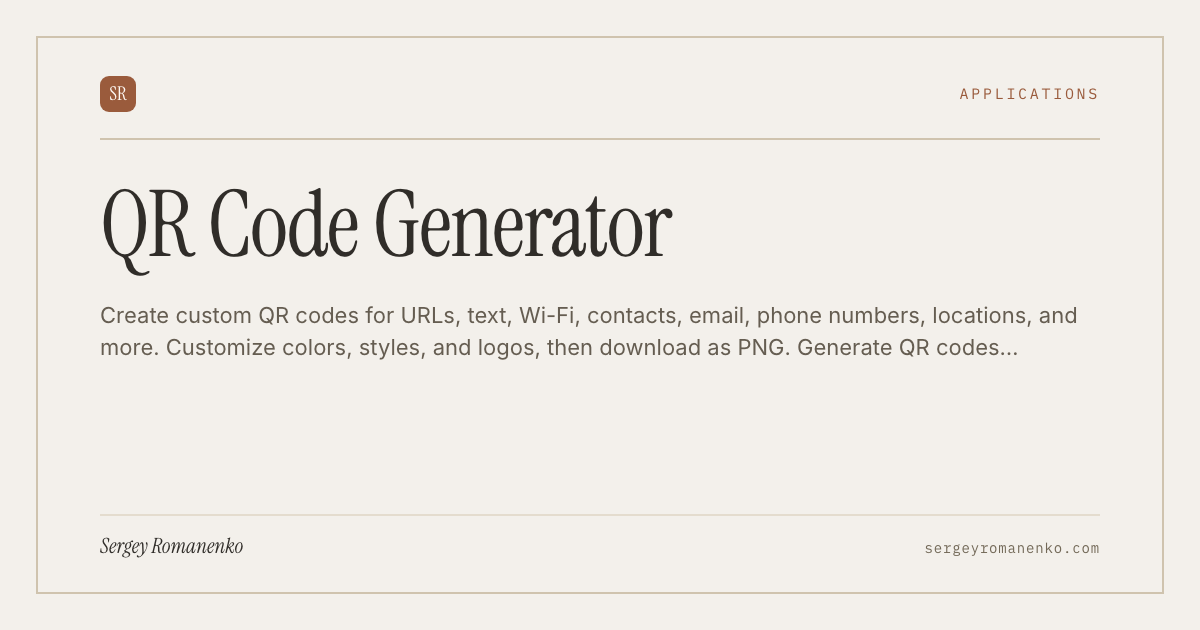 SR
APPLICATIONS
QR Code Generator
Create custom QR codes for URLs, text, Wi-Fi, contacts, email, phone numbers, locations, and
more. Customize colors, styles, and logos, then download as PNG. Generate QR codes...
Sergey Romanenko
sergeyromanenko.com